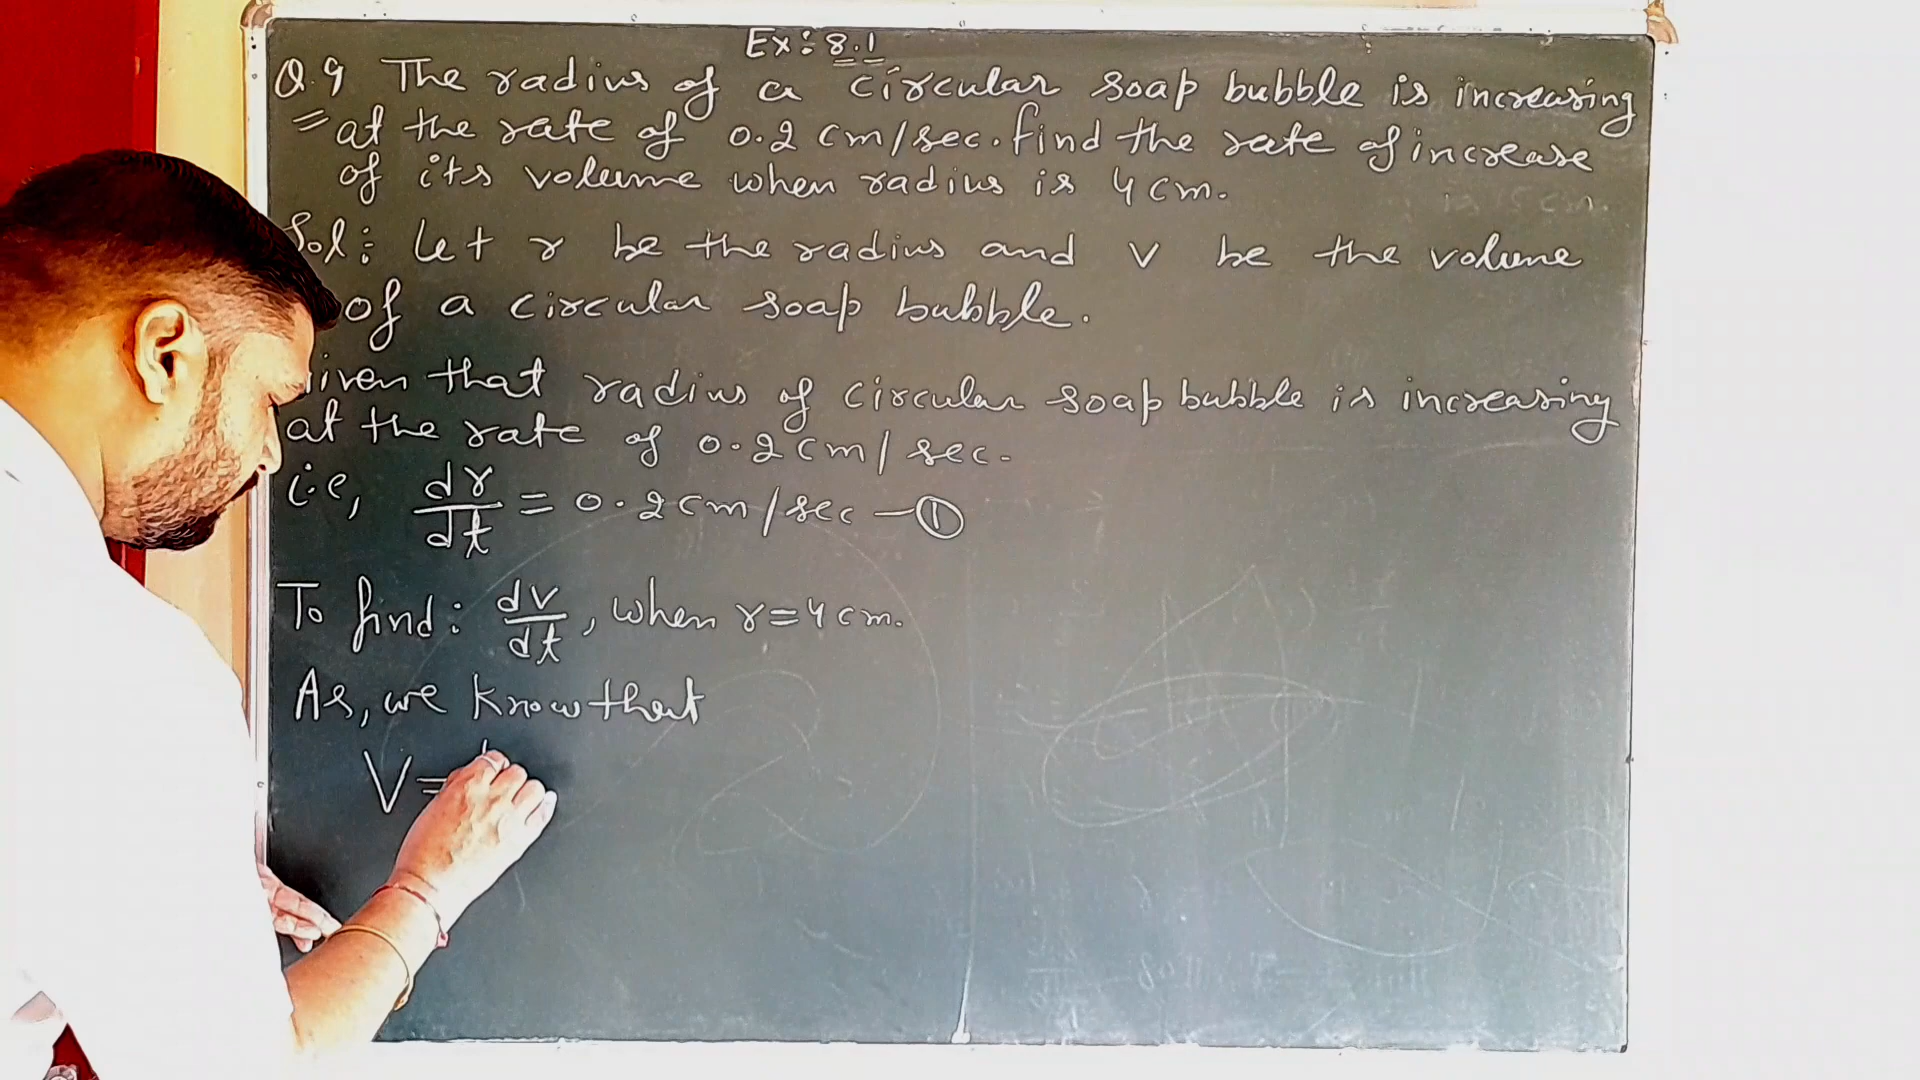 Ex: 8.1
Q.9 The radius of a circular soap bubble is increasing
at the rate of 0.2 cm/sec. find the rate of increase
of its volume when radius is 4 cm.
Sol: Let r be the radius and V be the volume
of a circular soap bubble.
Given that radius of circular soap bubble is increasing
at the rate of 0.2 cm/sec.
i.e, dr/dt = 0.2 cm/sec — ①
To find: dv/dt, when r = 4 cm.
As, we know that
V =